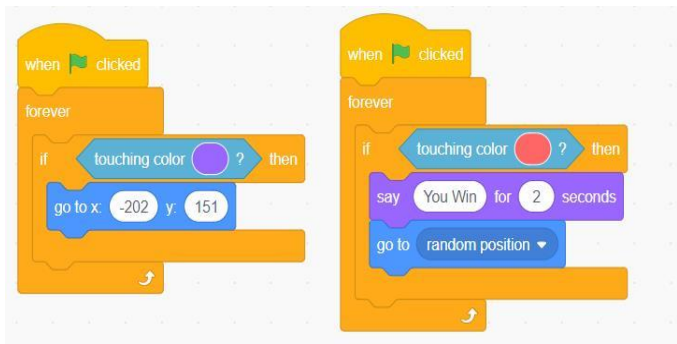 when clicked
forever
if touching color ? then
go to x: -202 y: 151
when clicked
forever
if touching color ? then
say You Win for 2 seconds
go to random position